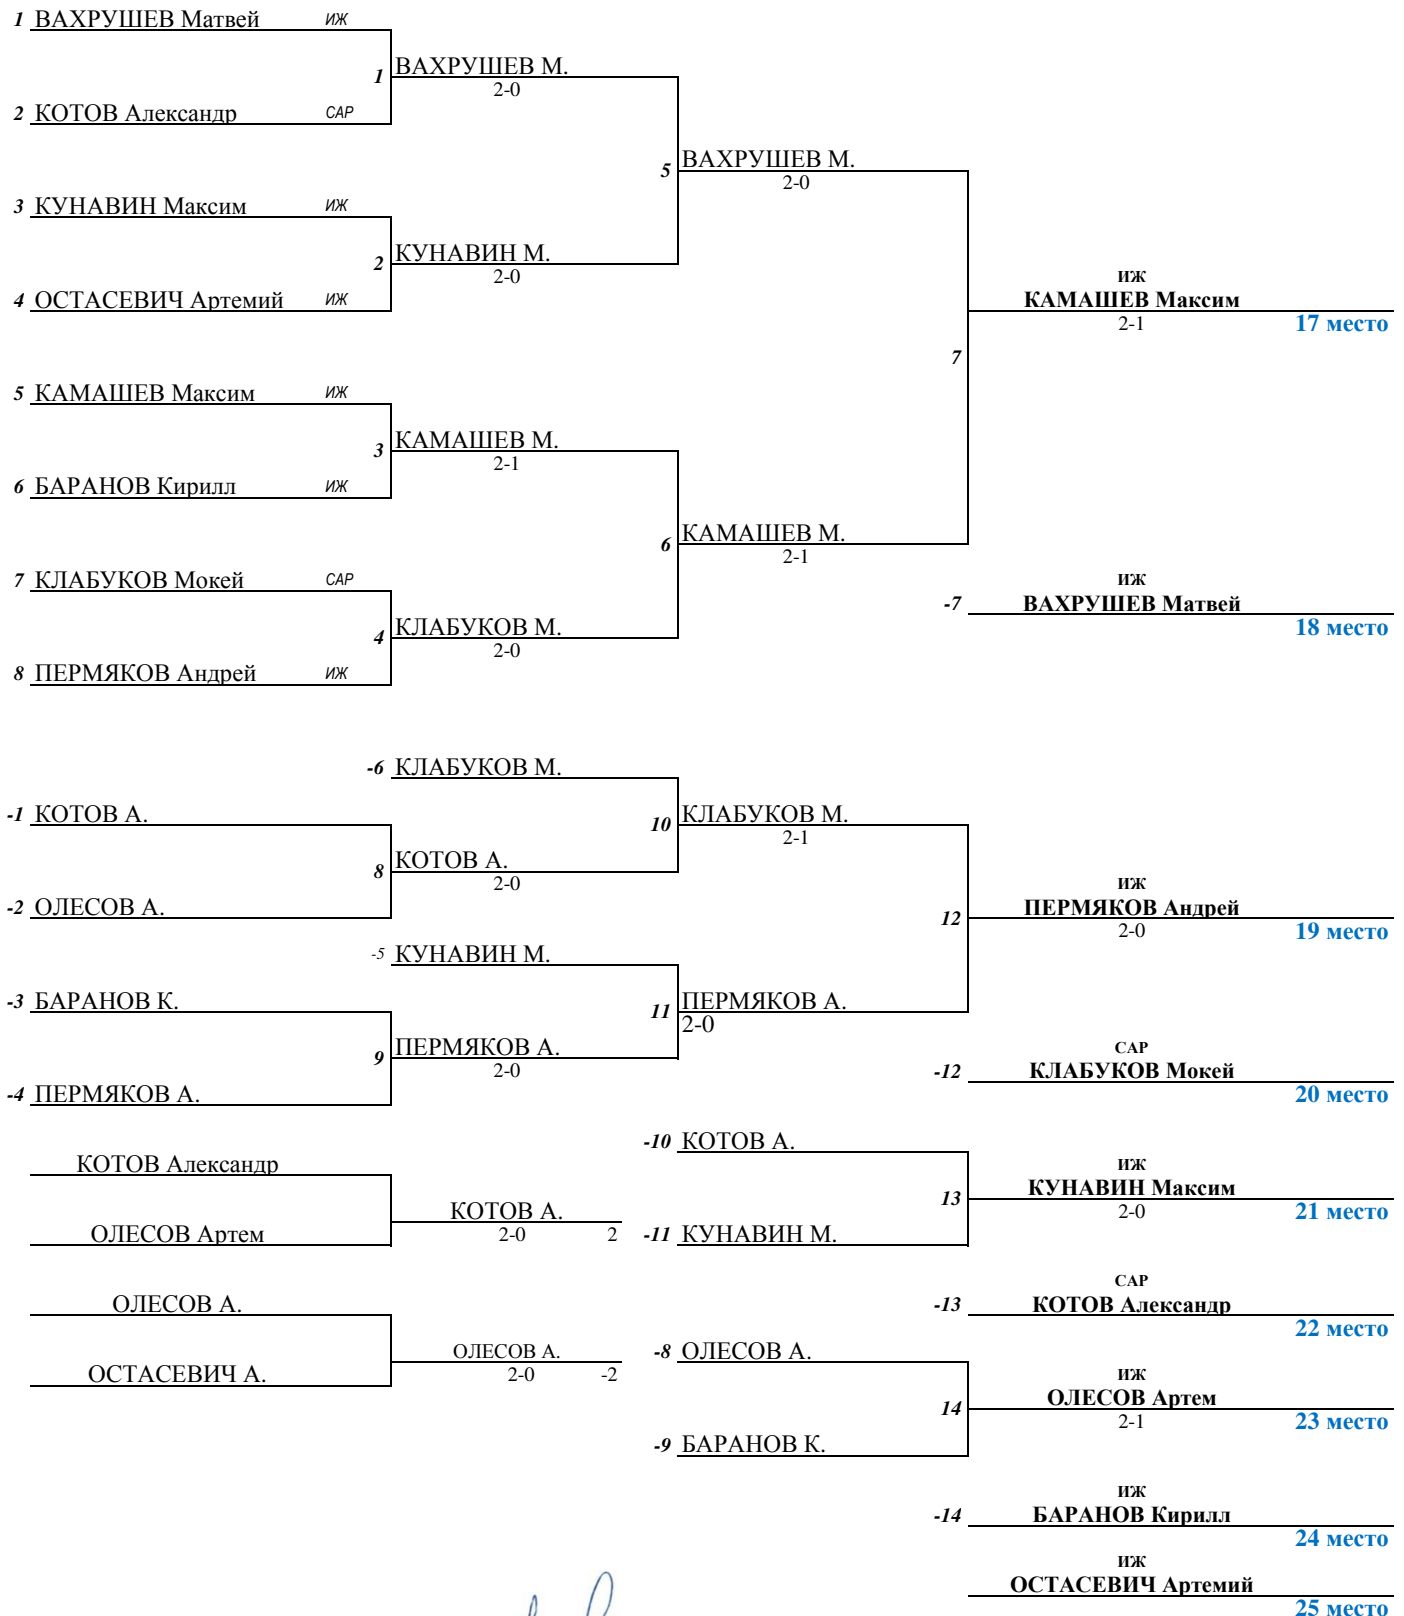 1 ВАХРУШЕВ Матвей ИЖ
1 ВАХРУШЕВ М.
2-0
2 КОТОВ Александр САР
5 ВАХРУШЕВ М.
2-0
3 КУНАВИН Максим ИЖ
2 КУНАВИН М.
2-0
4 ОСТАСЕВИЧ Артемий ИЖ
ИЖ
КАМАШЕВ Максим
2-1 17 место
7
5 КАМАШЕВ Максим ИЖ
3 КАМАШЕВ М.
2-1
6 БАРАНОВ Кирилл ИЖ
6 КАМАШЕВ М.
2-1
7 КЛАБУКОВ Мокей САР
ИЖ
-7 ВАХРУШЕВ Матвей
18 место
4 КЛАБУКОВ М.
2-0
8 ПЕРМЯКОВ Андрей ИЖ
-6 КЛАБУКОВ М.
-1 КОТОВ А.
10 КЛАБУКОВ М.
2-1
8 КОТОВ А.
2-0
-2 ОЛЕСОВ А.
ИЖ
12 ПЕРМЯКОВ Андрей
2-0 19 место
-5 КУНАВИН М.
-3 БАРАНОВ К.
11 ПЕРМЯКОВ А.
2-0
9 ПЕРМЯКОВ А.
2-0
САР
-12 КЛАБУКОВ Мокей
20 место
-4 ПЕРМЯКОВ А.
-10 КОТОВ А.
КОТОВ Александр
ИЖ
13 КУНАВИН Максим
2-0 21 место
КОТОВ А.
2-0 2
ОЛЕСОВ Артем
-11 КУНАВИН М.
САР
-13 КОТОВ Александр
22 место
ОЛЕСОВ А.
ОЛЕСОВ А.
2-0 -2
ОСТАСЕВИЧ А.
-8 ОЛЕСОВ А.
ИЖ
14 ОЛЕСОВ Артем
2-1 23 место
-9 БАРАНОВ К.
ИЖ
-14 БАРАНОВ Кирилл
24 место
ИЖ
ОСТАСЕВИЧ Артемий
25 место